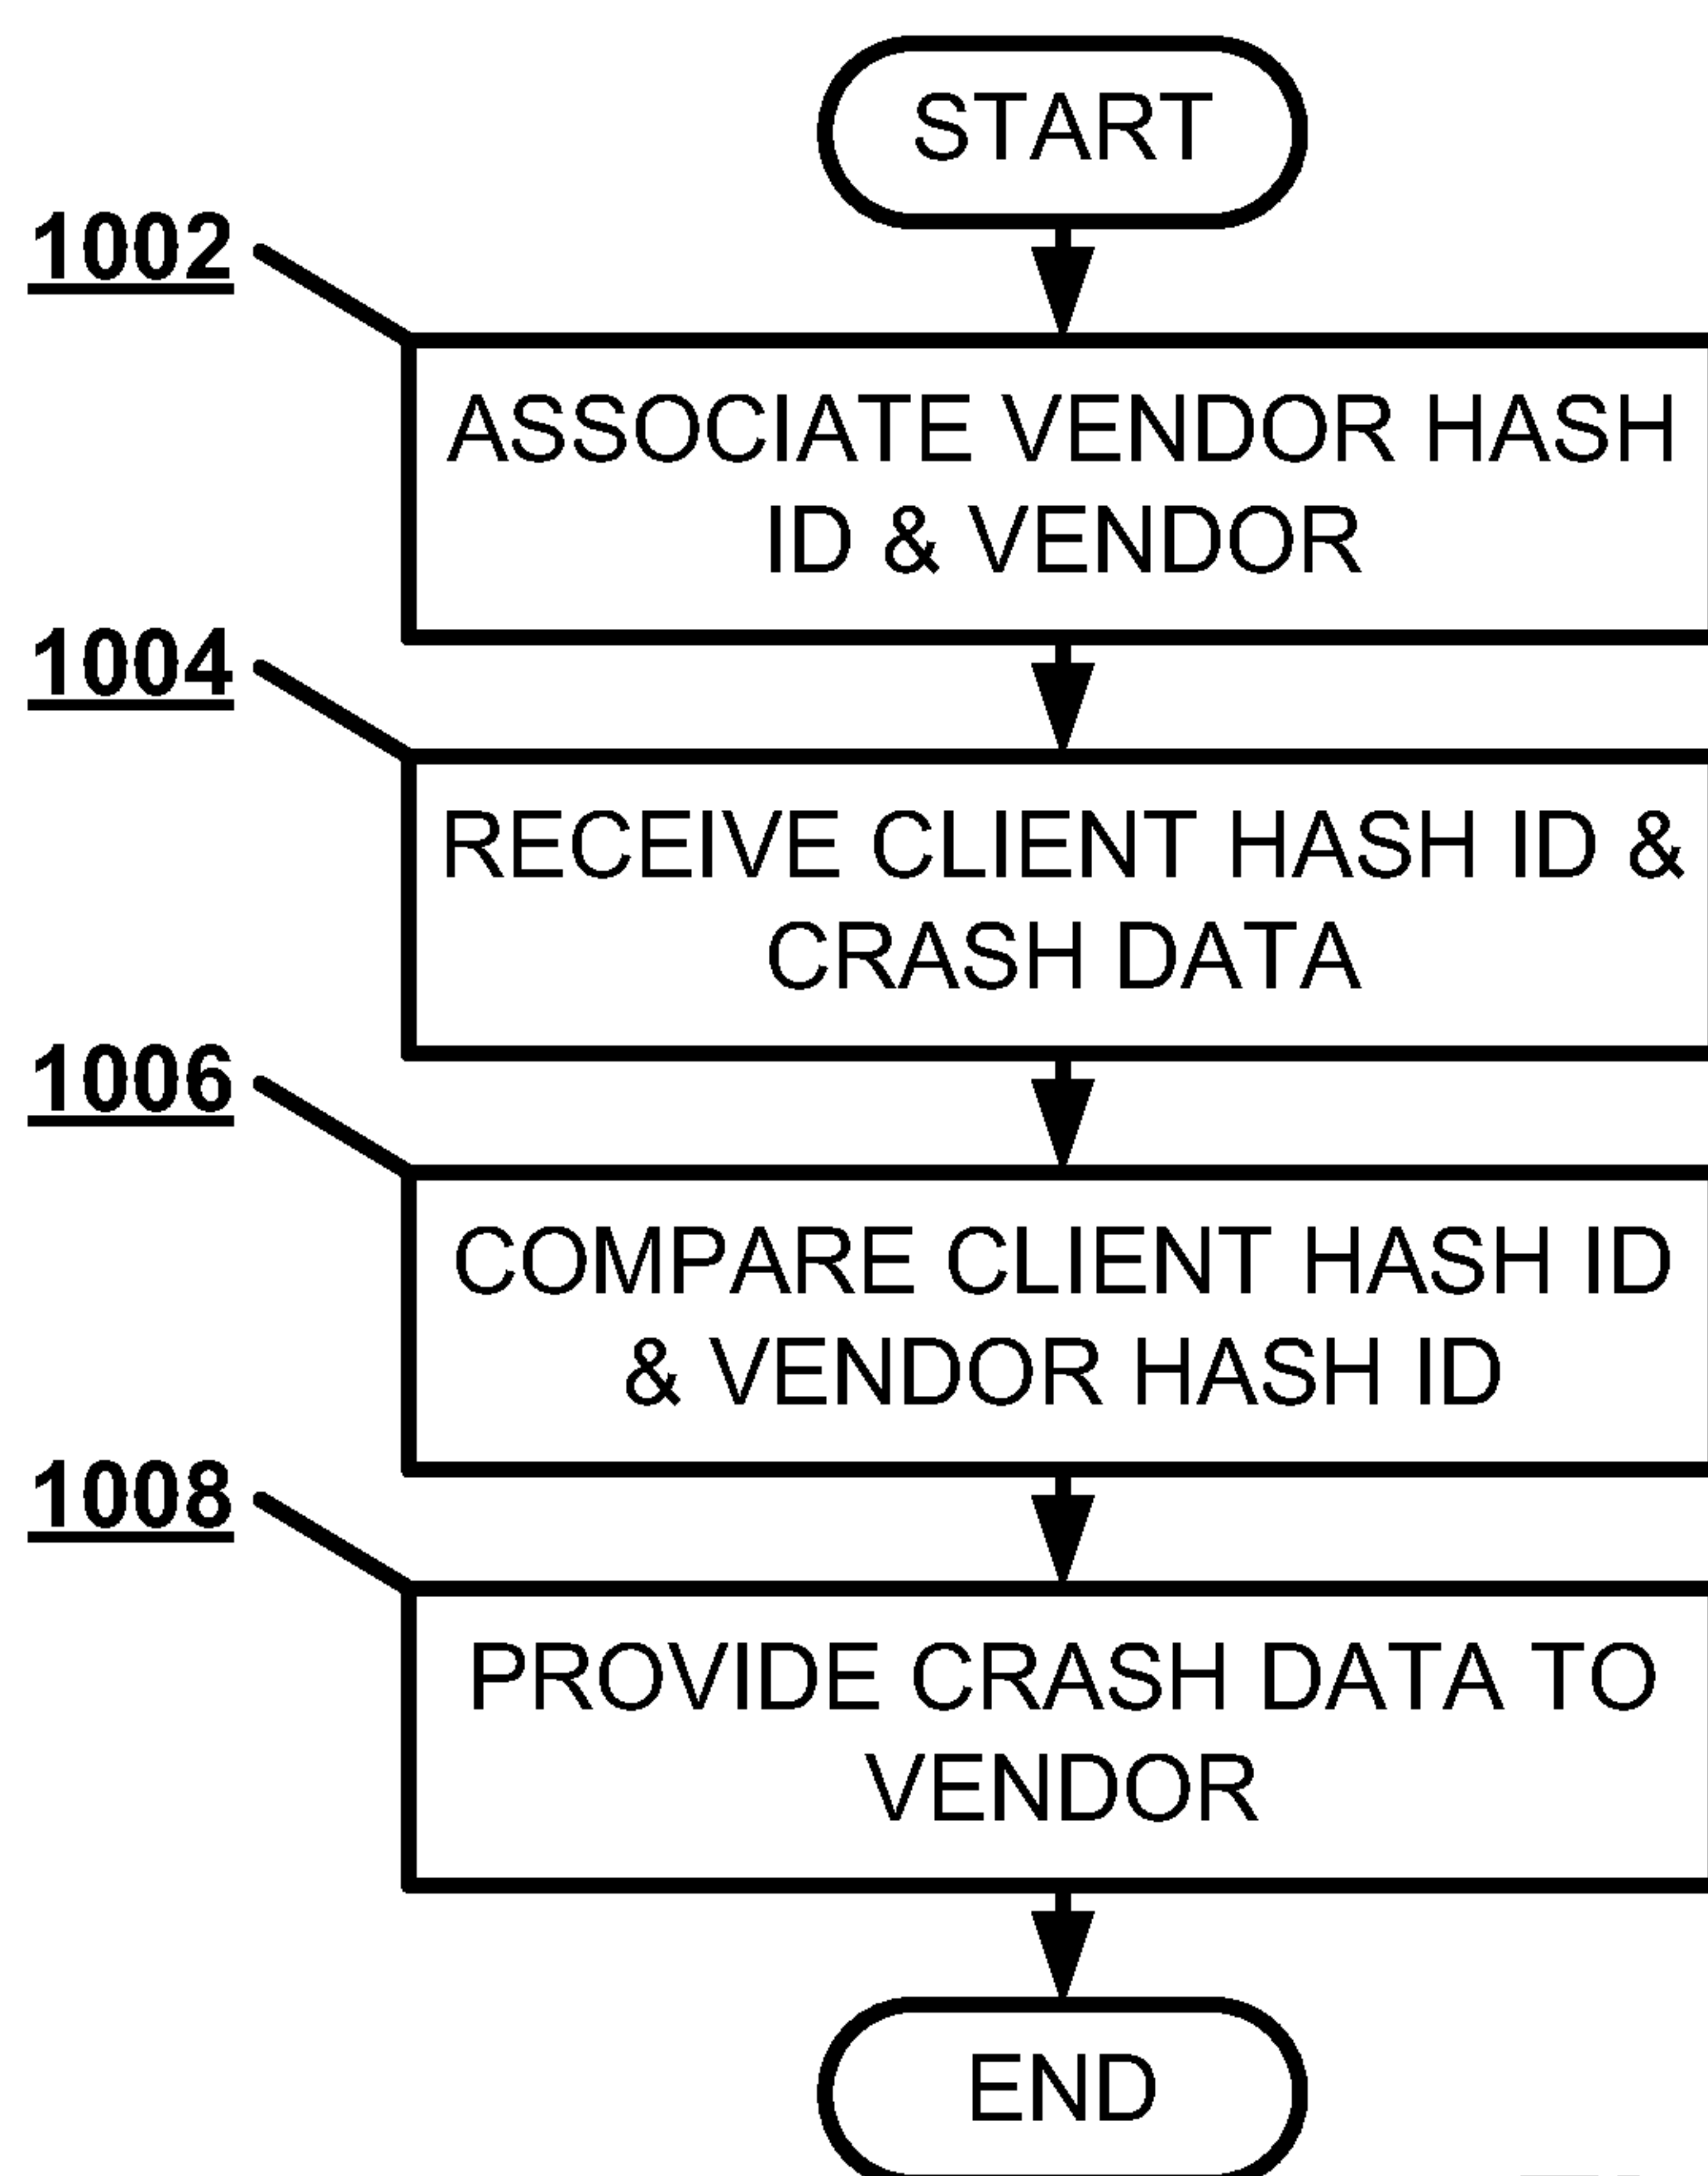 START
1002
ASSOCIATE VENDOR HASH
ID & VENDOR
1004
RECEIVE CLIENT HASH ID &
CRASH DATA
1006
COMPARE CLIENT HASH ID
& VENDOR HASH ID
1008
PROVIDE CRASH DATA TO
VENDOR
END